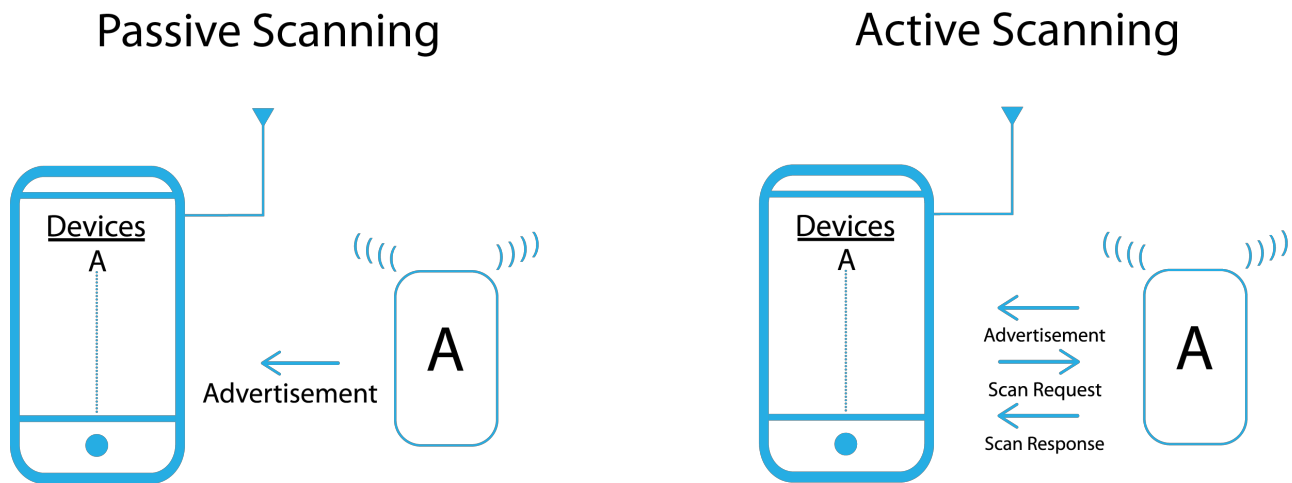 Passive Scanning
Devices
A
A
Advertisement
Active Scanning
Devices
A
A
Advertisement
Scan Request
Scan Response